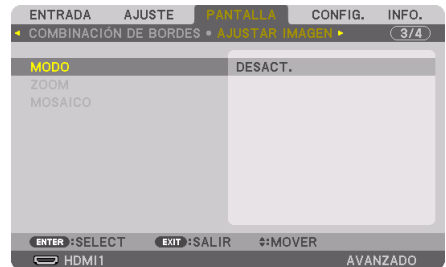 ENTRADA AJUSTE PANTALLA CONFIG. INFO.
COMBINACIÓN DE BORDES • AJUSTAR IMAGEN 3/4
MODO DESACT.
ZOOM
MOSAICO
ENTER :SELECT EXIT :SALIR :MOVER
HDMI1 AVANZADO